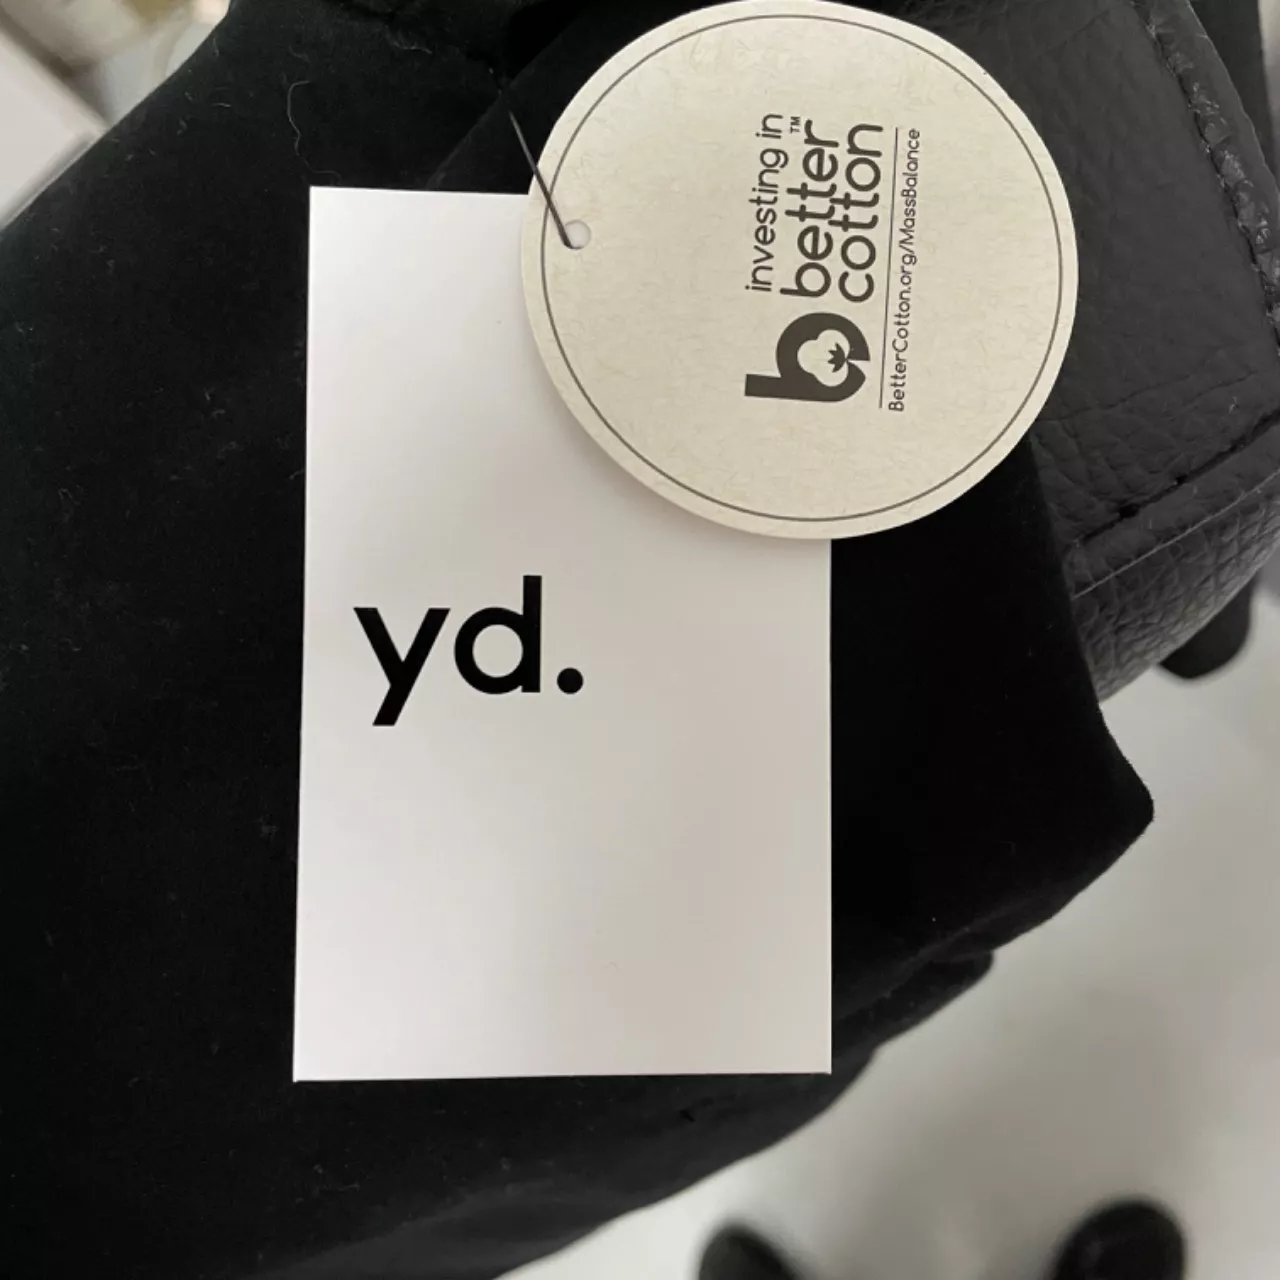 investing in
better™
cotton
BetterCotton.org/MassBalance
yd.